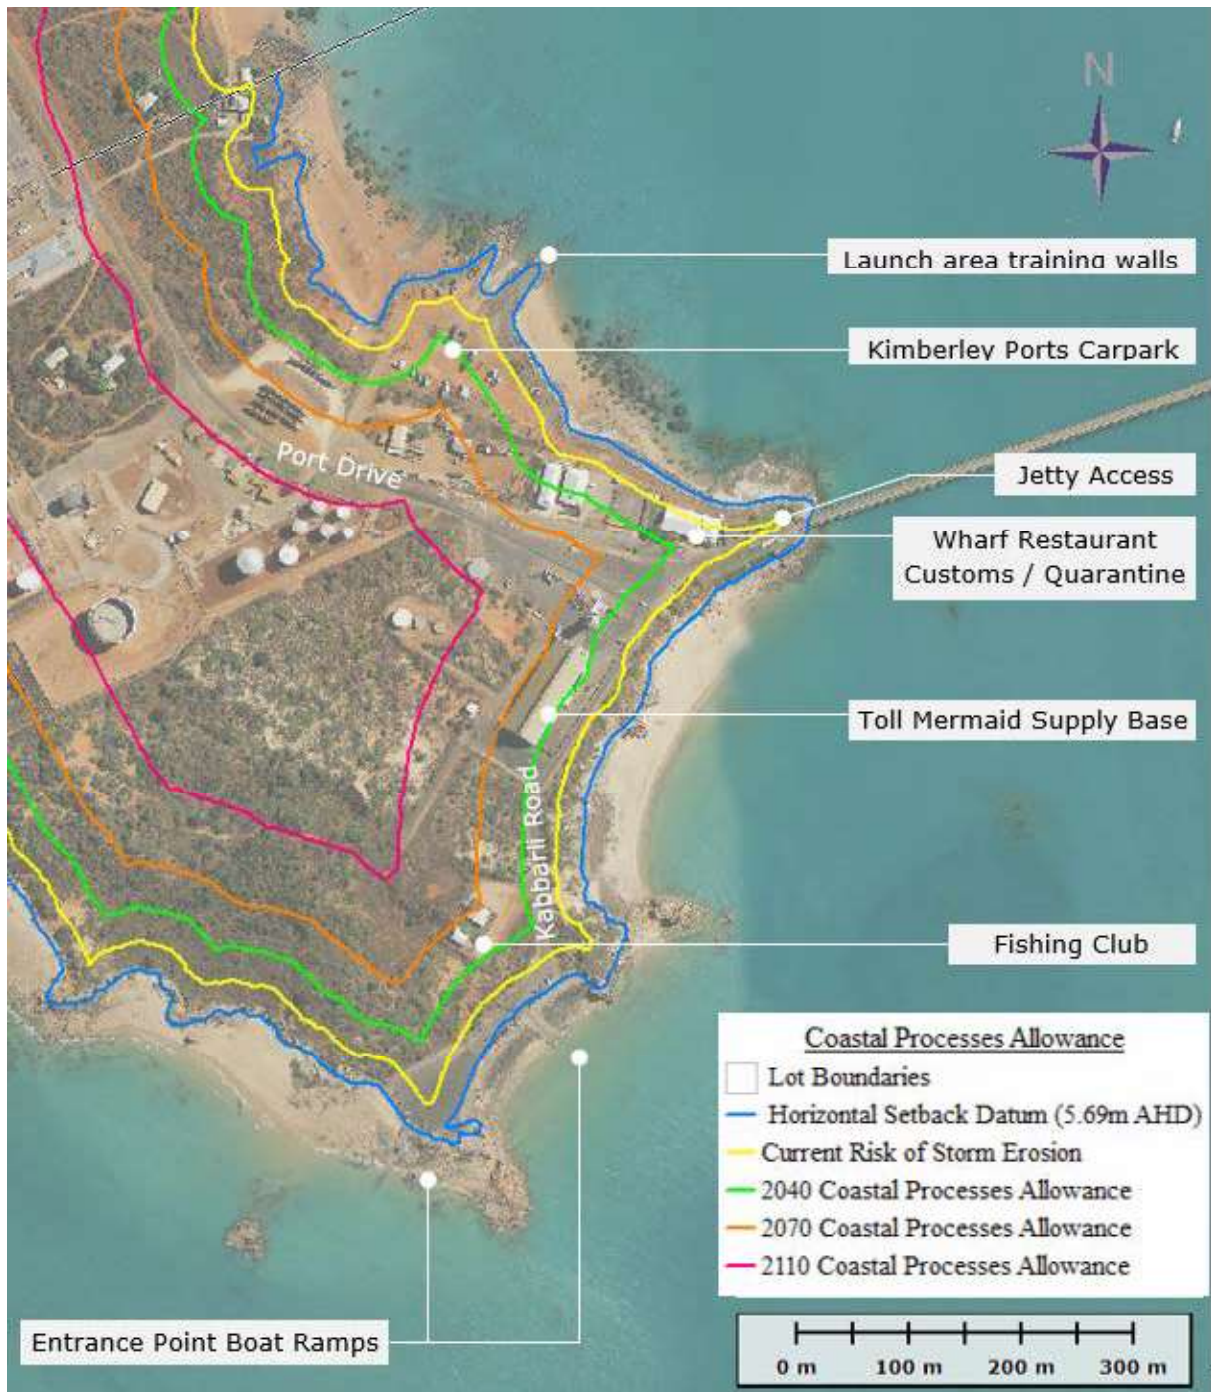 N
Launch area training walls
Kimberley Ports Carpark
Port Drive
Jetty Access
Wharf Restaurant
Customs / Quarantine
Toll Mermaid Supply Base
Kabbarli Road
Fishing Club
Coastal Processes Allowance
Lot Boundaries
Horizontal Setback Datum (5.69m AHD)
Current Risk of Storm Erosion
2040 Coastal Processes Allowance
2070 Coastal Processes Allowance
2110 Coastal Processes Allowance
Entrance Point Boat Ramps
0 m 100 m 200 m 300 m